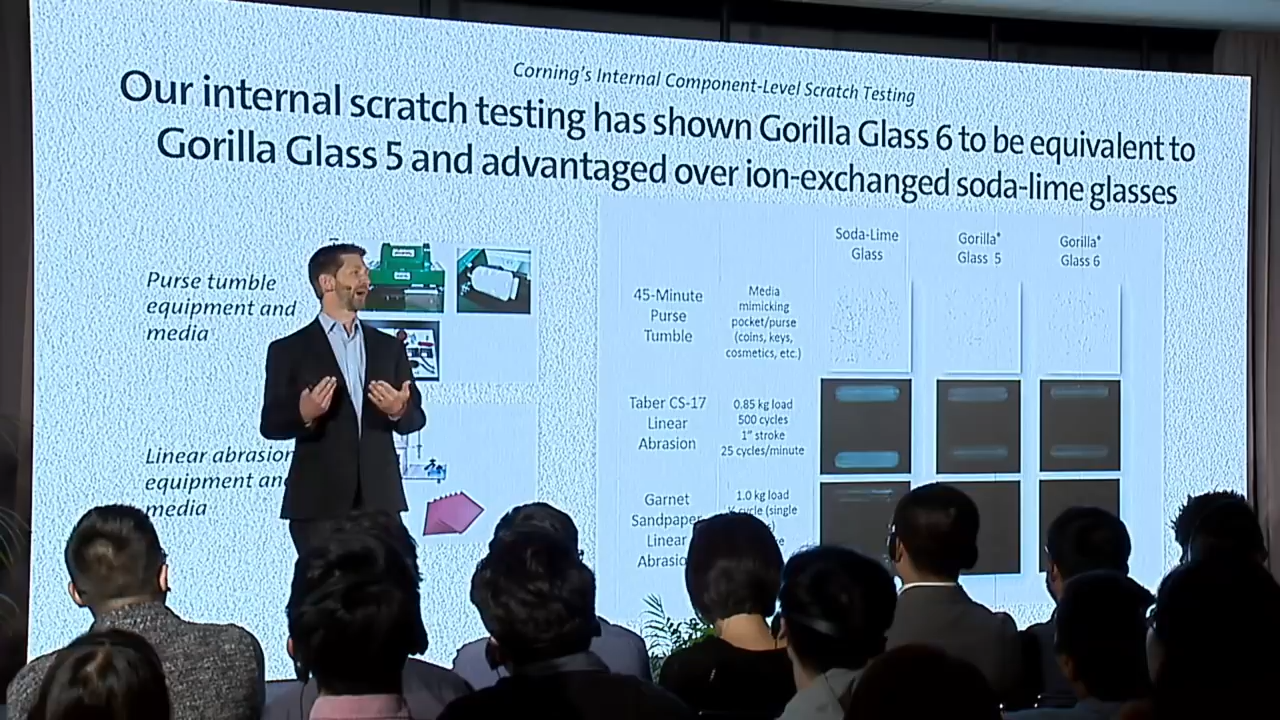 Corning's Internal Component-Level Scratch Testing
Our internal scratch testing has shown Gorilla Glass 6 to be equivalent to
Gorilla Glass 5 and advantaged over ion-exchanged soda-lime glasses
Purse tumble
equipment and
media
Linear abrasion
equipment and
media
Soda-Lime
Glass
Gorilla®
Glass 5
Gorilla®
Glass 6
45-Minute
Purse
Tumble
Media
mimicking
pocket/purse
(coins, keys,
cosmetics, etc.)
Taber CS-17
Linear
Abrasion
0.85 kg load
500 cycles
1" stroke
25 cycles/minute
Garnet
Sandpaper
Linear
Abrasion
1.0 kg load
cycle (single